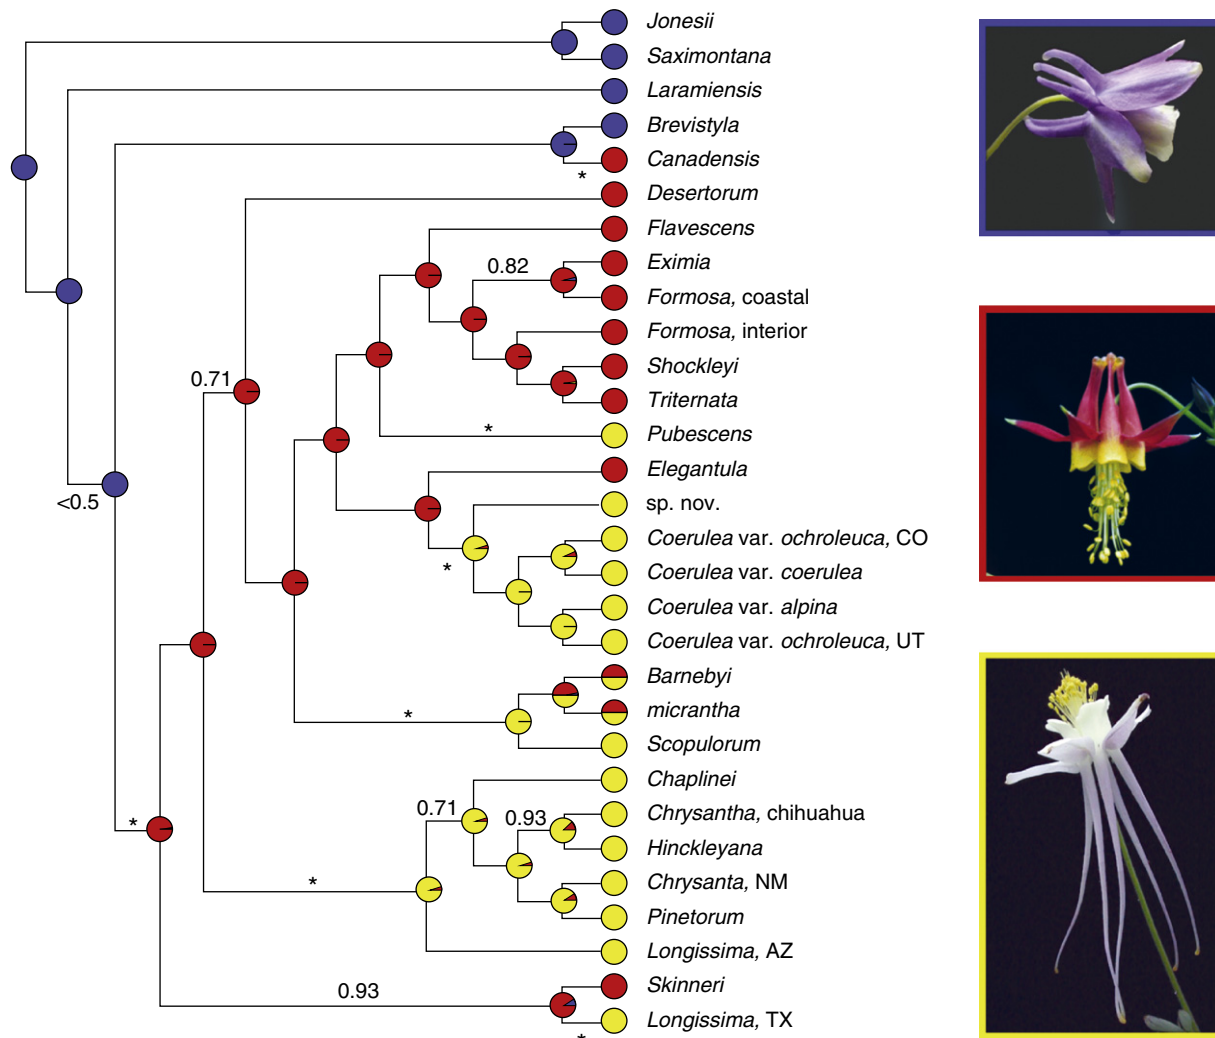 Jonesii
Saximontana
Laramiensis
Brevistyla
Canadensis
*
Desertorum
Flavescens
0.82
Eximia
Formosa, coastal
Formosa, interior
Shockleyi
0.71
Triternata
*
Pubescens
Elegantula
<0.5
sp. nov.
Coerulea var. ochroleuca, CO
*
Coerulea var. coerulea
Coerulea var. alpina
Coerulea var. ochroleuca, UT
Barnebyi
*
micrantha
Scopulorum
Chaplinei
0.71
0.93
Chrysantha, chihuahua
*
Hinckleyana
*
Chrysanta, NM
Pinetorum
Longissima, AZ
0.93
Skinneri
Longissima, TX
*